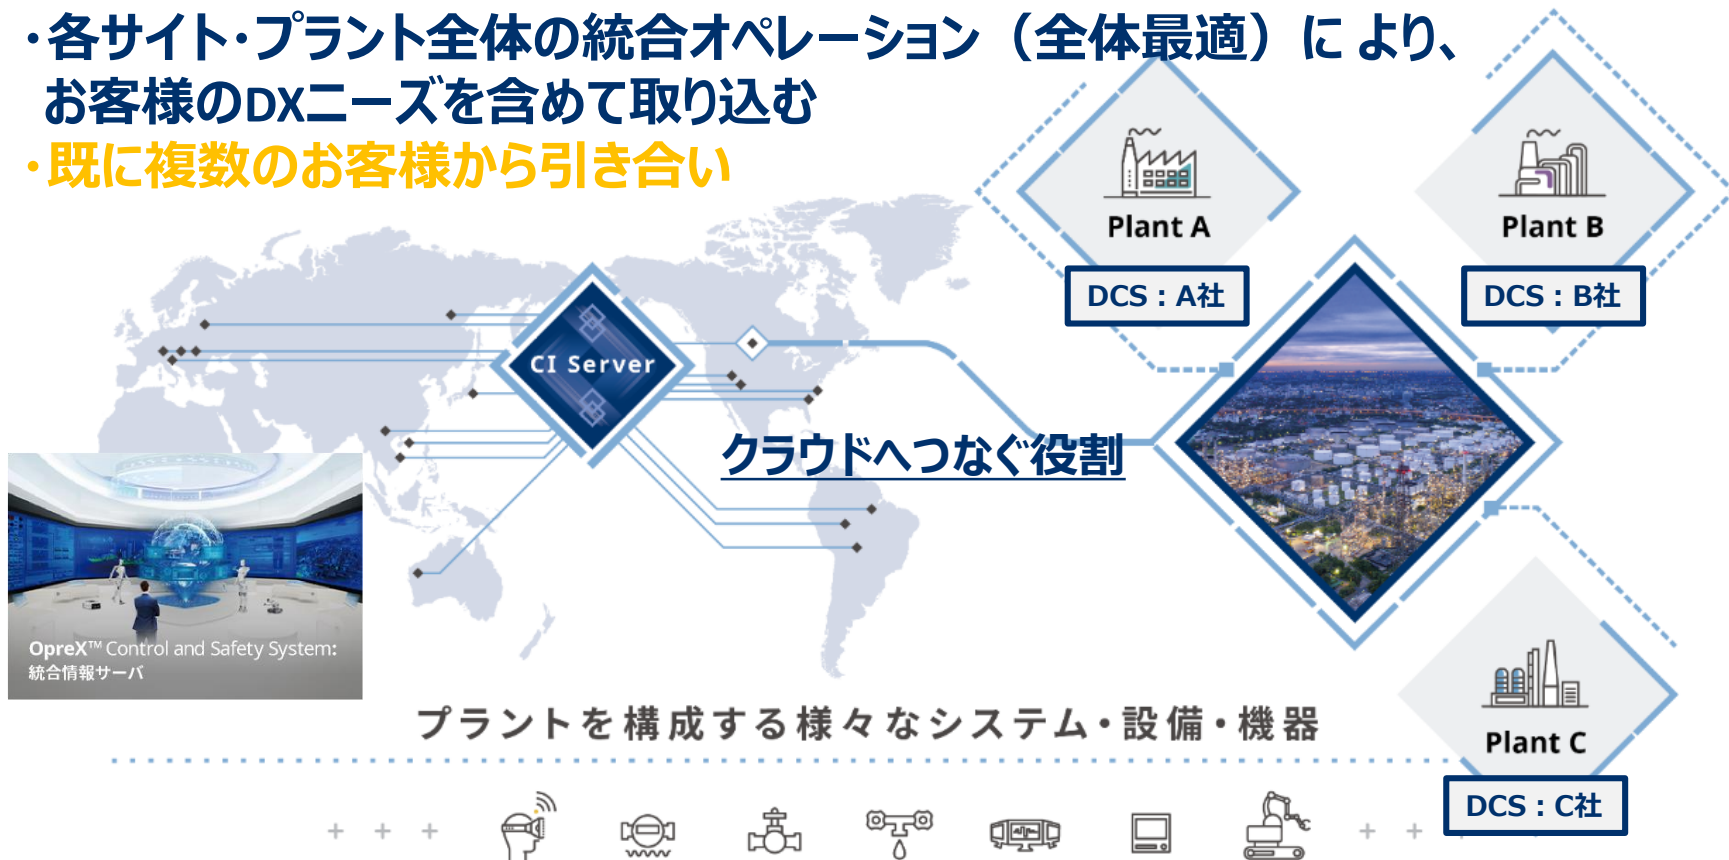 ・各サイト・プラント全体の統合オペレーション（全体最適）に より、
お客様のDXニーズを含めて取り込む
・既に複数のお客様から引き合い
Plant A
DCS：A社
Plant B
DCS：B社
CI Server
クラウドへつなぐ役割
OpreX™ Control and Safety System:
統合情報サーバ
プラントを構成する様々なシステム・設備・機器
Plant C
DCS：C社